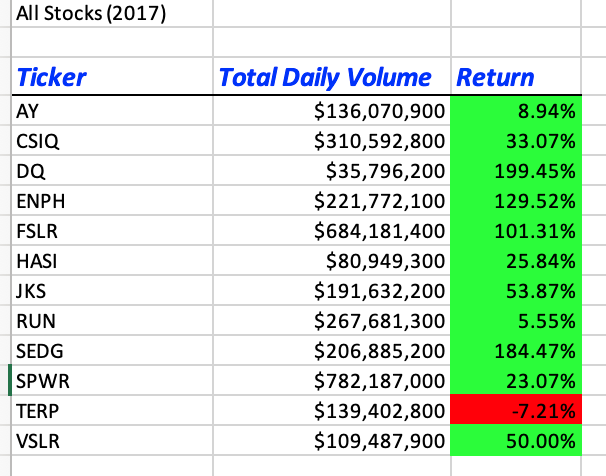 All Stocks (2017)
Ticker Total Daily Volume Return
AY $136,070,900 8.94%
CSIQ $310,592,800 33.07%
DQ $35,796,200 199.45%
ENPH $221,772,100 129.52%
FSLR $684,181,400 101.31%
HASI $80,949,300 25.84%
JKS $191,632,200 53.87%
RUN $267,681,300 5.55%
SEDG $206,885,200 184.47%
SPWR $782,187,000 23.07%
TERP $139,402,800 -7.21%
VSLR $109,487,900 50.00%